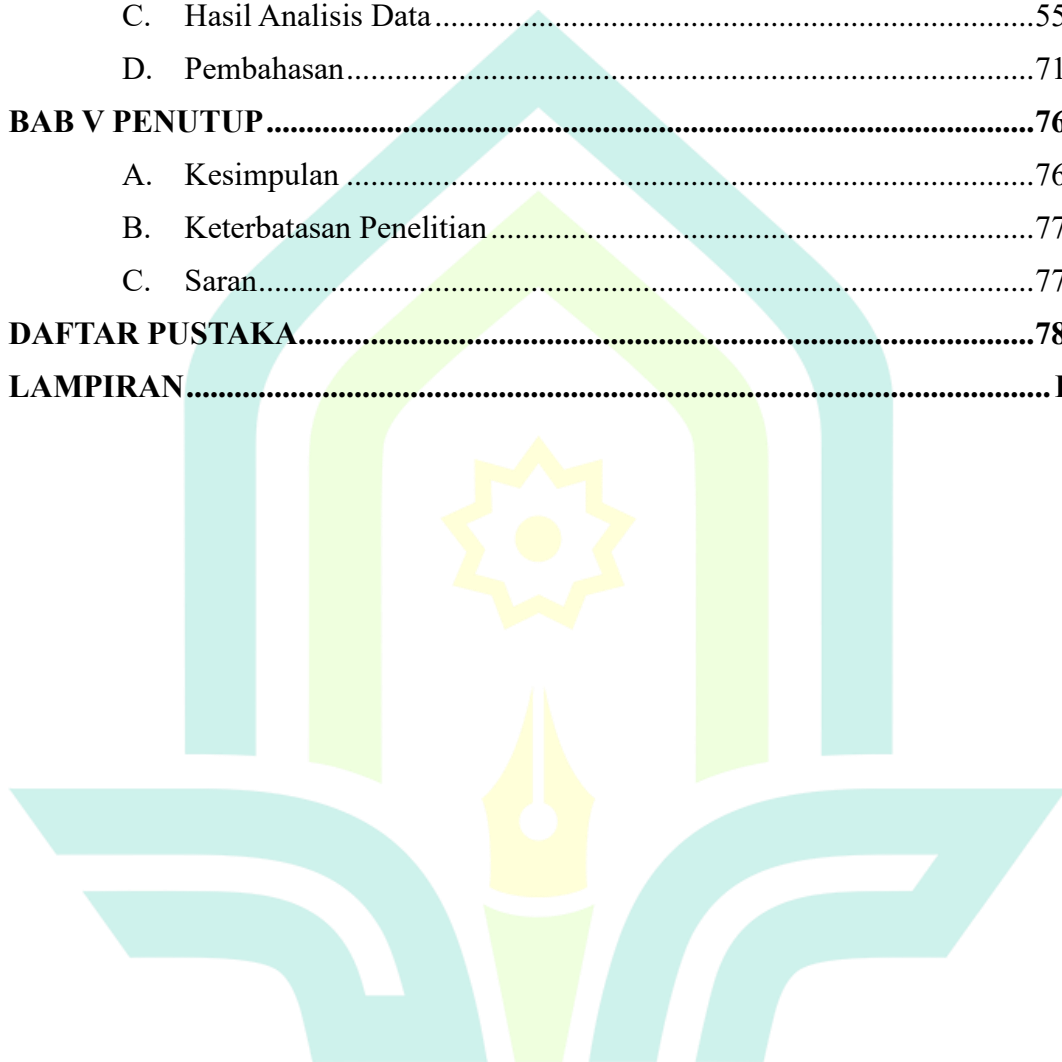 C. Hasil Analisis Data....................................................................................55
D. Pembahasan...............................................................................................71
BAB V PENUTUP................................................................................................76
A. Kesimpulan ...............................................................................................76
B. Keterbatasan Penelitian.............................................................................77
C. Saran..........................................................................................................77
DAFTAR PUSTAKA............................................................................................78
LAMPIRAN............................................................................................................I